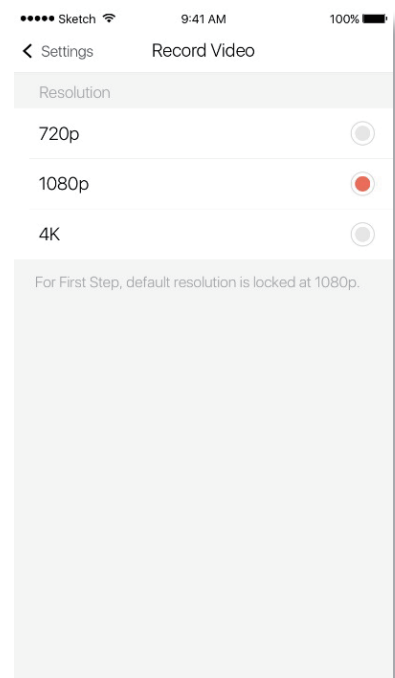 Sketch 9:41 AM 100%
Settings Record Video
Resolution
720p
1080p
4K
For First Step, default resolution is locked at 1080p.